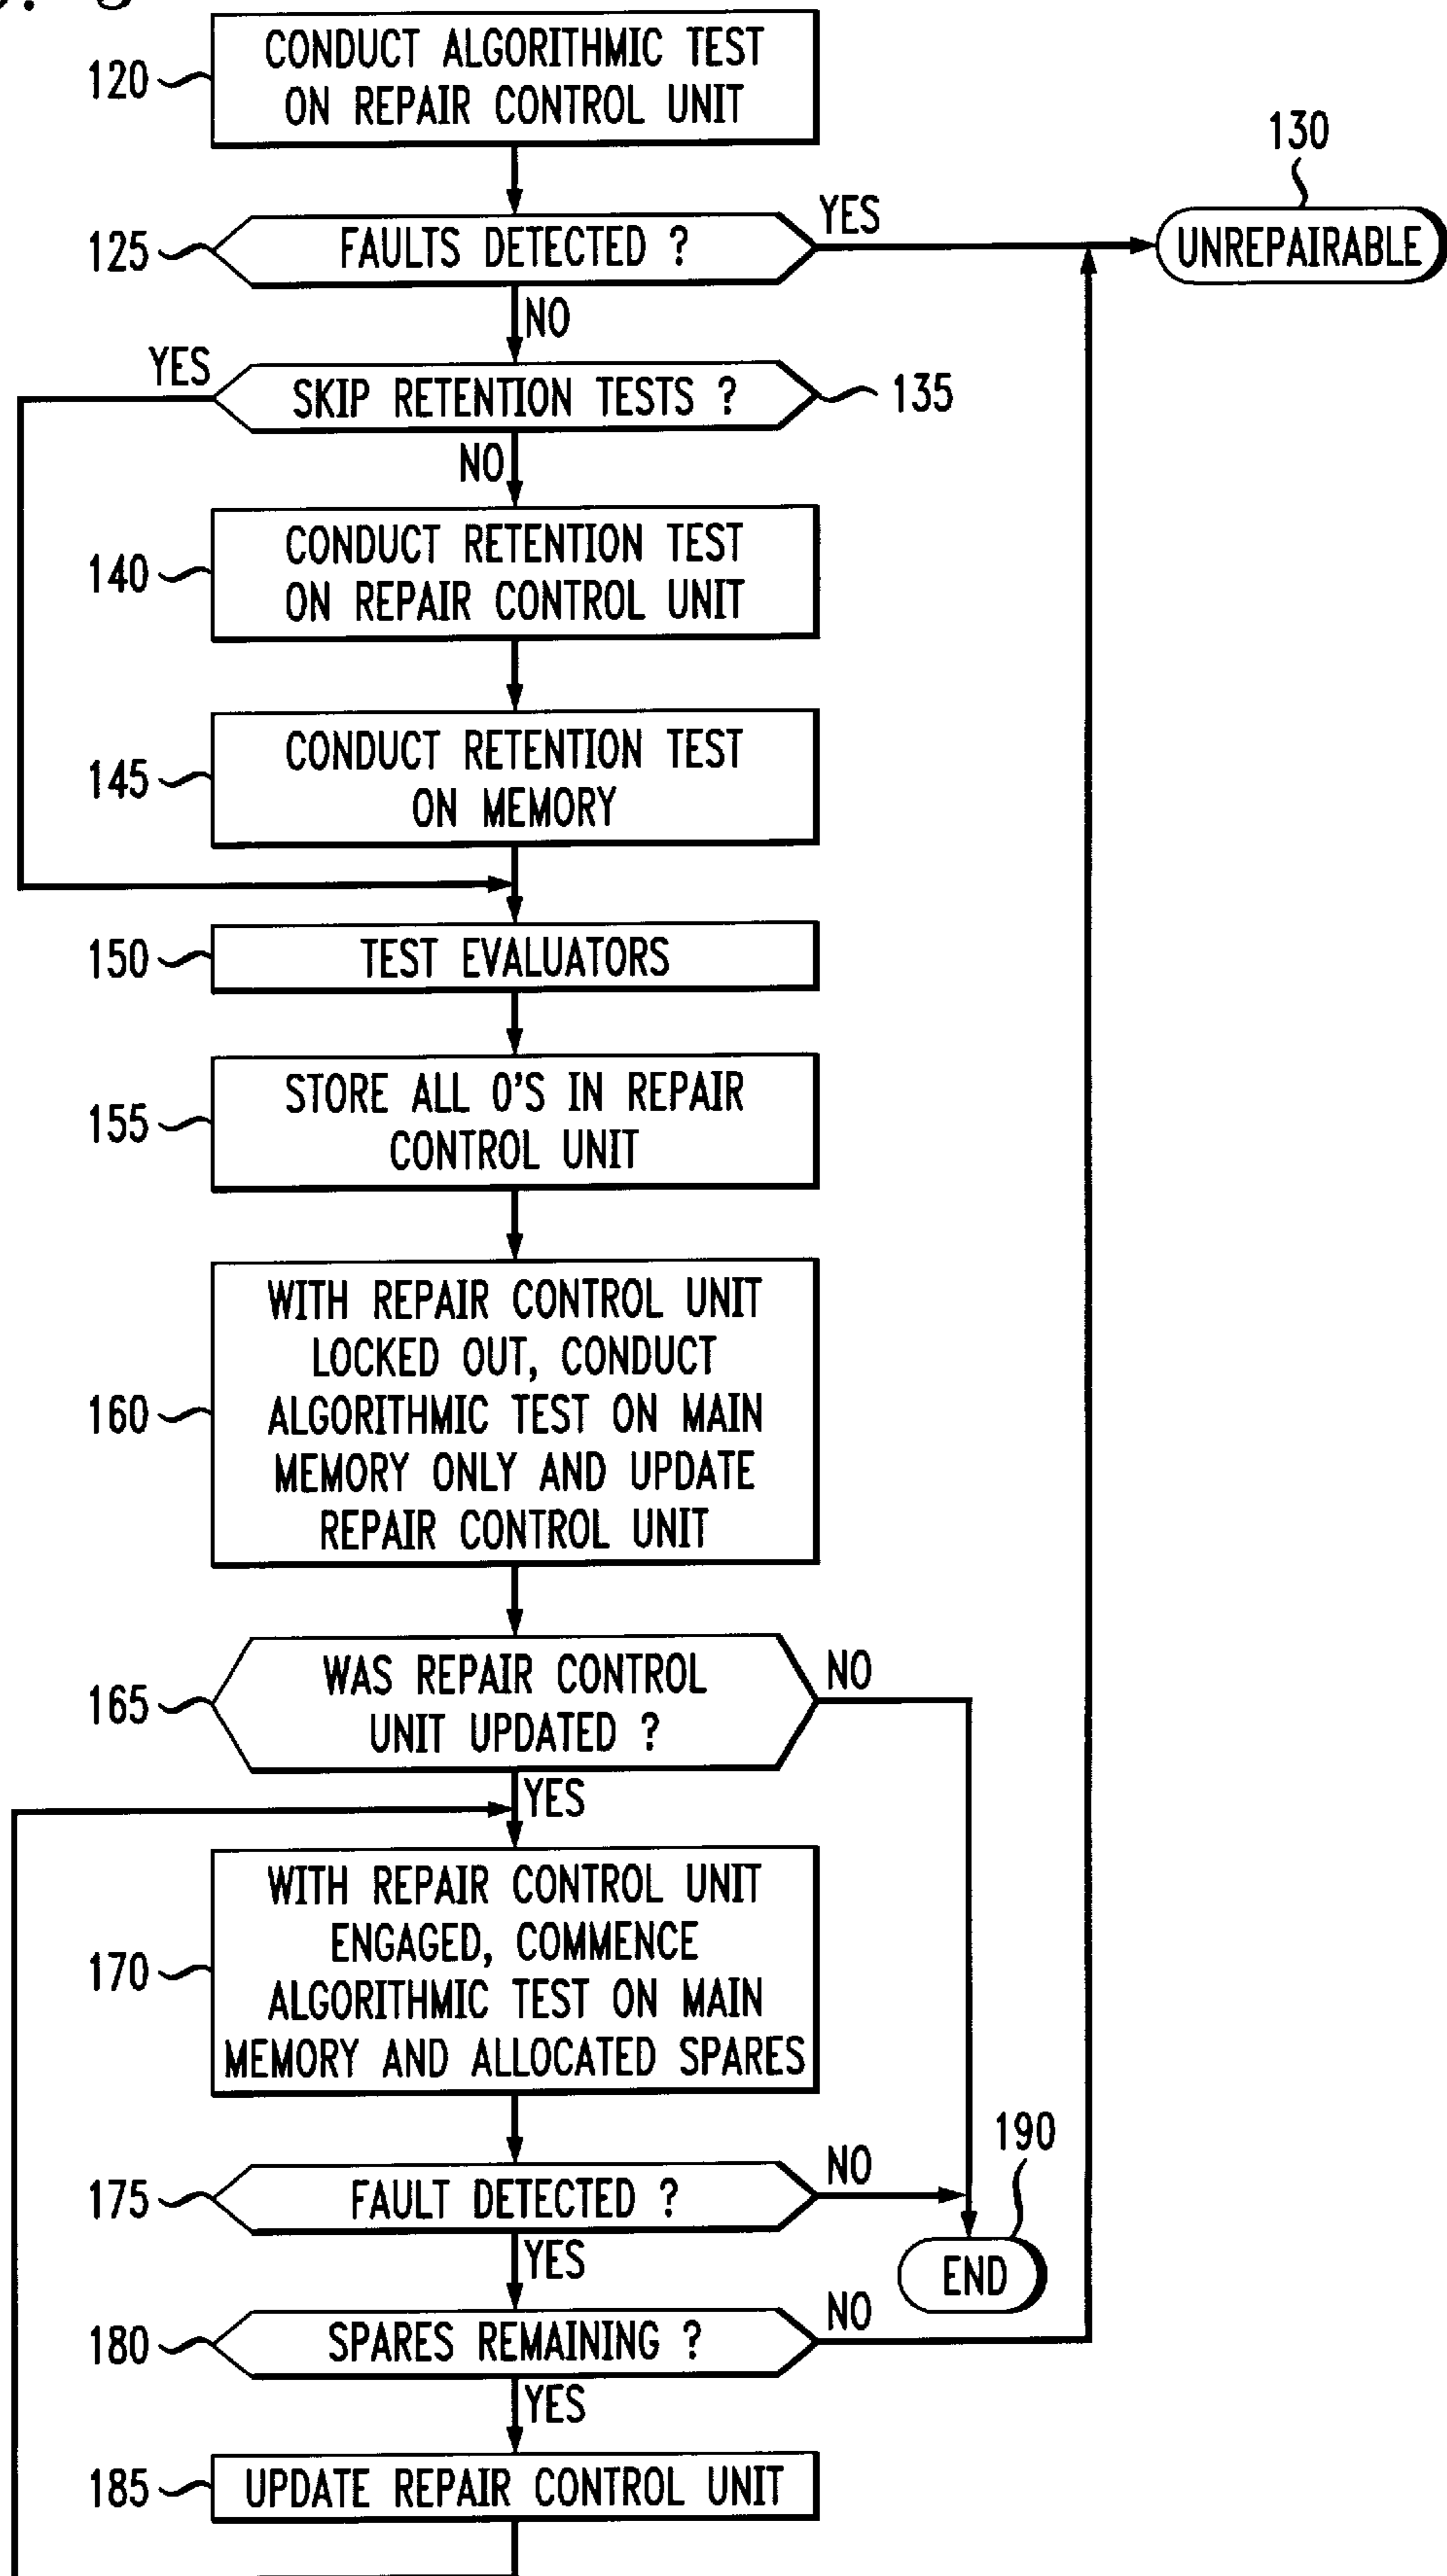 120
CONDUCT ALGORITHMIC TEST
ON REPAIR CONTROL UNIT
130
125
FAULTS DETECTED ?
YES
UNREPAIRABLE
NO
YES
SKIP RETENTION TESTS ?
135
NO
140
CONDUCT RETENTION TEST
ON REPAIR CONTROL UNIT
145
CONDUCT RETENTION TEST
ON MEMORY
150
TEST EVALUATORS
155
STORE ALL 0'S IN REPAIR
CONTROL UNIT
160
WITH REPAIR CONTROL UNIT
LOCKED OUT, CONDUCT
ALGORITHMIC TEST ON MAIN
MEMORY ONLY AND UPDATE
REPAIR CONTROL UNIT
165
WAS REPAIR CONTROL
UNIT UPDATED ?
NO
YES
170
WITH REPAIR CONTROL UNIT
ENGAGED, COMMENCE
ALGORITHMIC TEST ON MAIN
MEMORY AND ALLOCATED SPARES
190
175
FAULT DETECTED ?
NO
YES
END
180
SPARES REMAINING ?
NO
YES
185
UPDATE REPAIR CONTROL UNIT